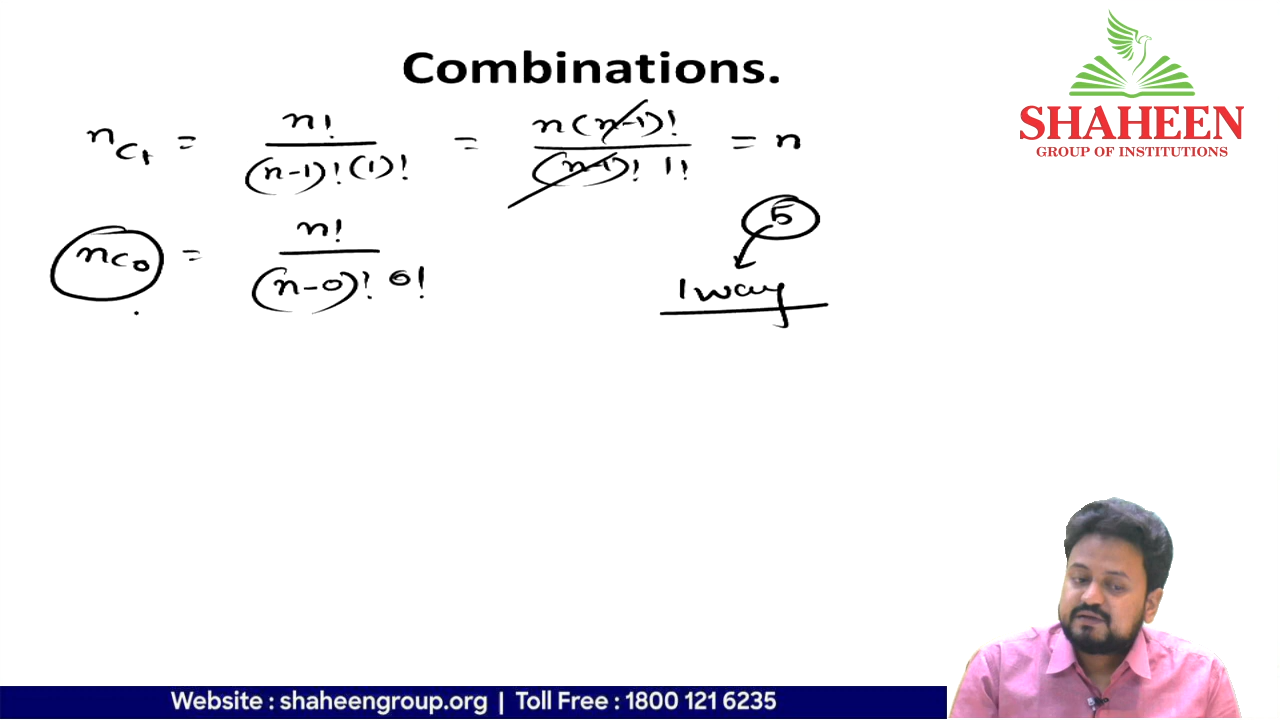 Combinations.
SHAHEEN
GROUP OF INSTITUTIONS
nC₁ = n! / (n-1)! (1)! = n(n-1)! / (n-1)! 1! = n
5
nC0 = n! / (n-0)! 0!
1 way
Website : shaheengroup.org | Toll Free : 1800 121 6235